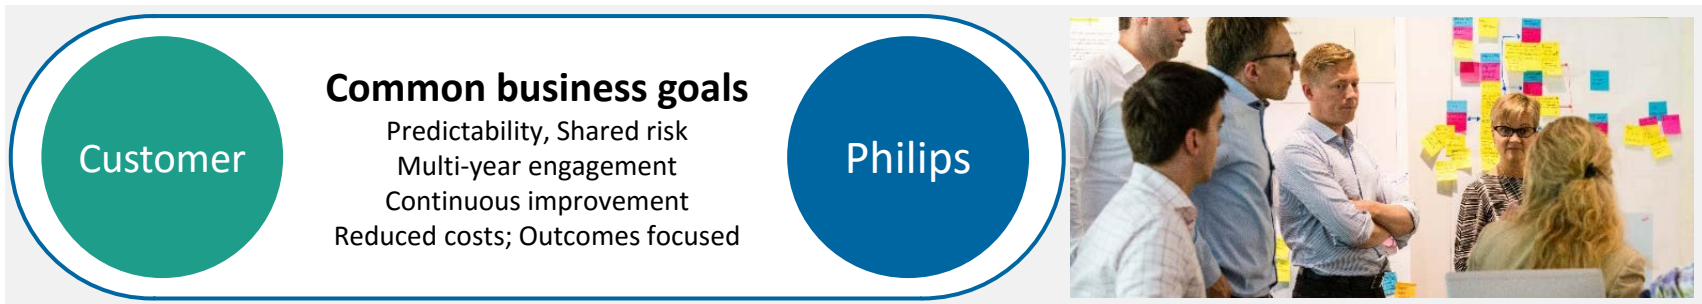 Customer
Common business goals
Predictability, Shared risk
Multi-year engagement
Continuous improvement
Reduced costs; Outcomes focused
Philips